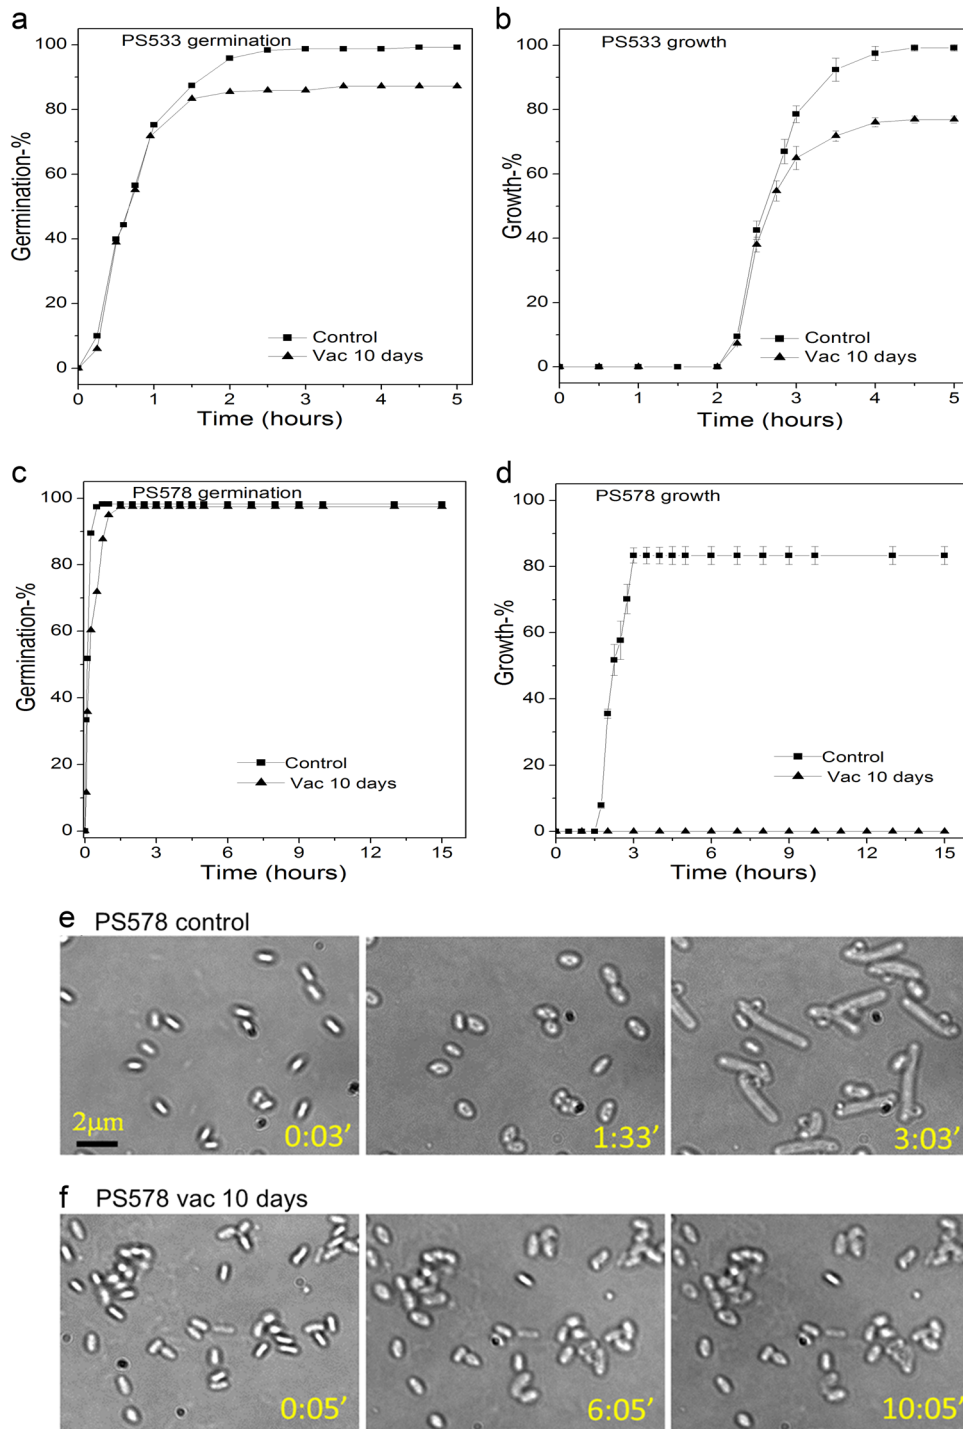 a
PS533 germination
100
80
60
40
20
0
Germination-%
Control
Vac 10 days
0 1 2 3 4 5
Time (hours)
b
PS533 growth
100
80
60
40
20
0
Growth-%
Control
Vac 10 days
0 1 2 3 4 5
Time (hours)
c
PS578 germination
100
80
60
40
20
0
Germination-%
Control
Vac 10 days
0 3 6 9 12 15
Time (hours)
d
PS578 growth
100
80
60
40
20
0
Growth-%
Control
Vac 10 days
0 3 6 9 12 15
Time (hours)
e PS578 control
2μm
0:03’
1:33’
3:03’
f PS578 vac 10 days
0:05’
6:05’
10:05’